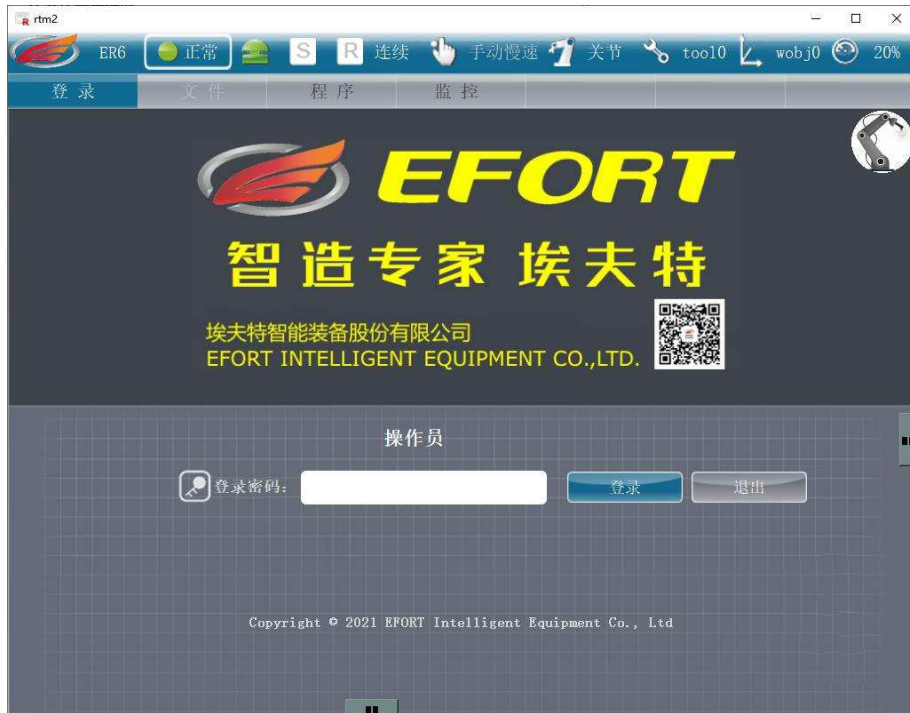 rtm2
ER6 正常 S R 连续 手动慢速 关节 tool0 wobj0 20%
登录 文件 程序 监控
EFORT
智造专家 埃夫特
埃夫特智能装备股份有限公司
EFORT INTELLIGENT EQUIPMENT CO.,LTD.
操作员
登录密码: 登录 退出
Copyright © 2021 EFORT Intelligent Equipment Co., Ltd